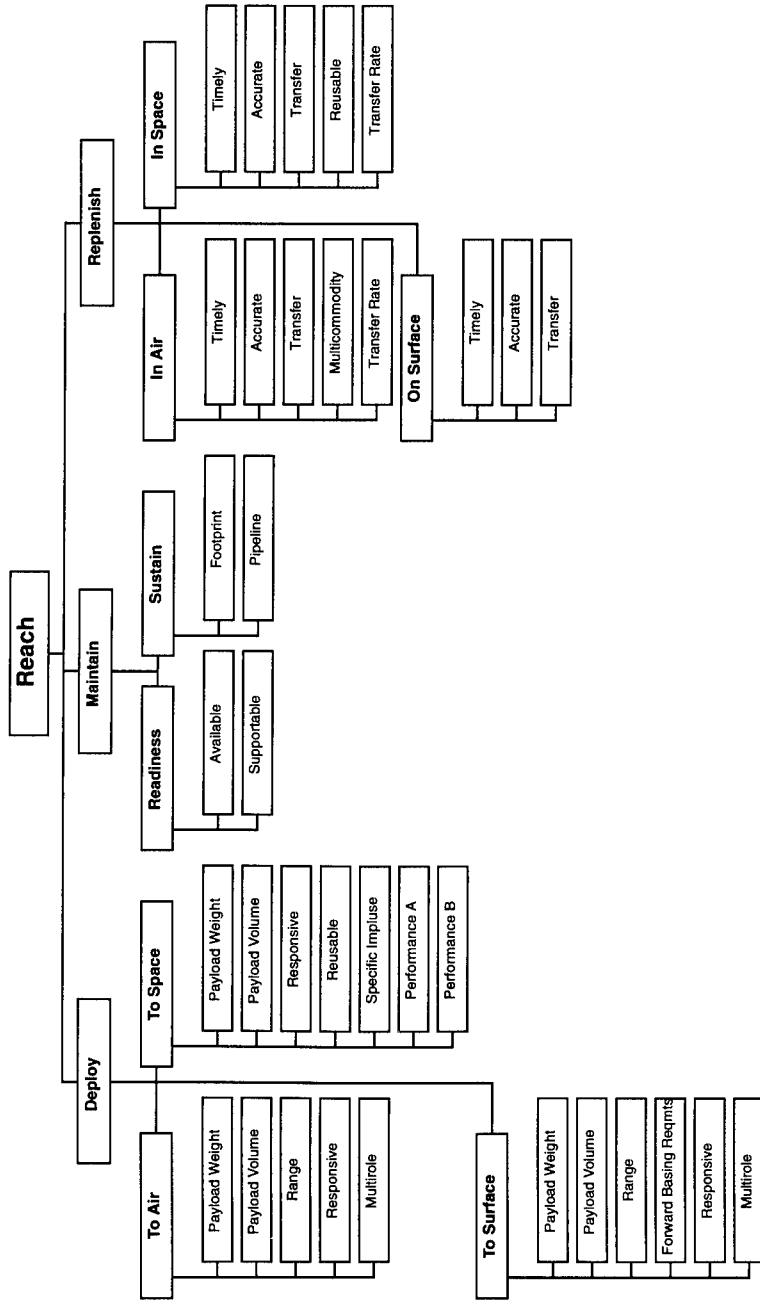 Reach
Deploy
To Air
Payload Weight
Payload Volume
Range
Responsive
Multirole
To Space
Payload Weight
Payload Volume
Responsive
Reusable
Specific Impluse
Performance A
Performance B
To Surface
Payload Weight
Payload Volume
Range
Forward Basing Reqmts
Responsive
Multirole
Maintain
Readiness
Available
Supportable
Sustain
Footprint
Pipeline
Replenish
In Air
Timely
Accurate
Transfer
Multicommodity
Transfer Rate
In Space
Timely
Accurate
Transfer
Reusable
Transfer Rate
On Surface
Timely
Accurate
Transfer